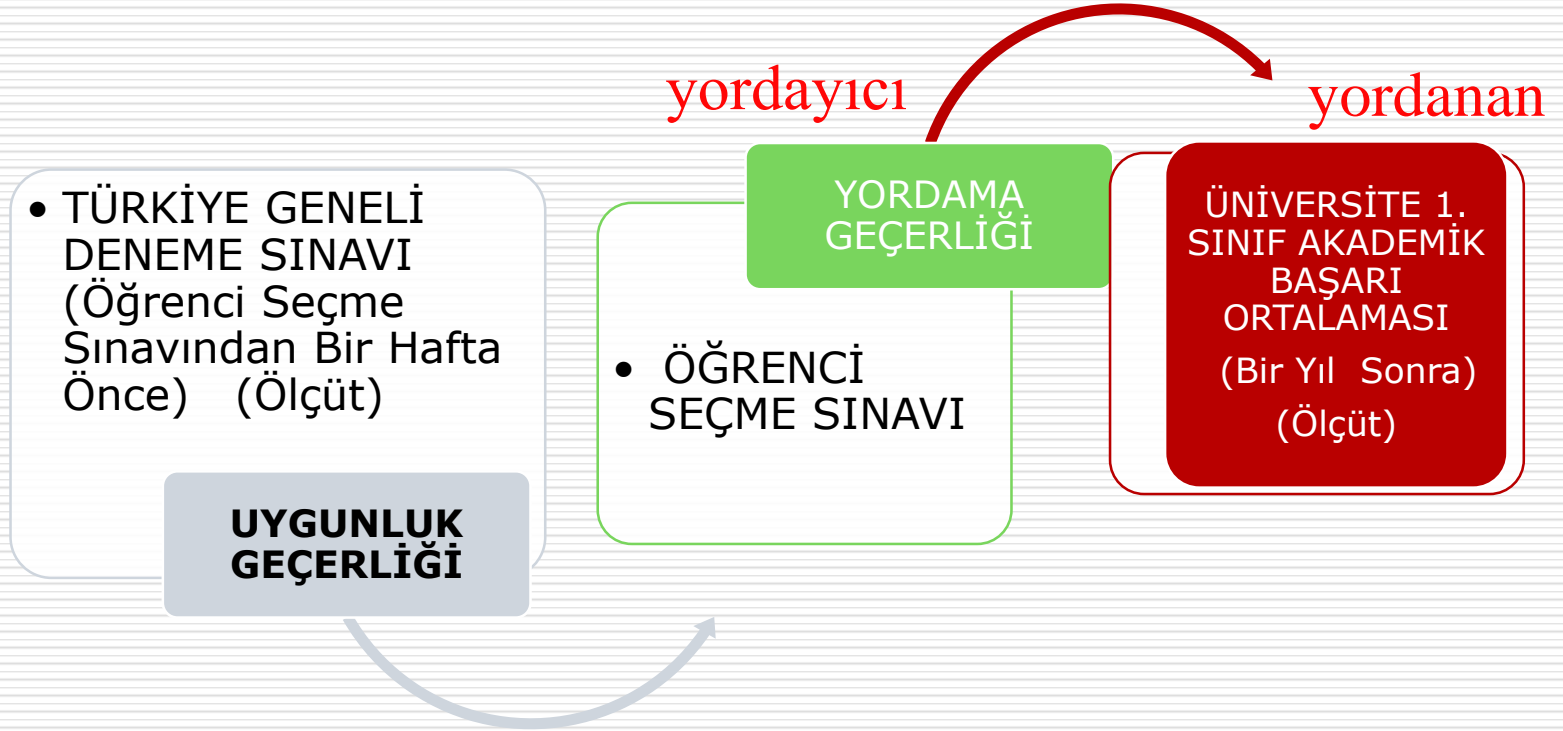 • TÜRKİYE GENELİ
DENEME SINAVI
(Öğrenci Seçme
Sınavından Bir Hafta
Önce) (Ölçüt)
UYGUNLUK
GEÇERLİĞİ
yordayıcı
YORDAMA
GEÇERLİĞİ
• ÖĞRENCİ
SEÇME SINAVI
yordanan
ÜNİVERSİTE 1.
SINIF AKADEMİK
BAŞARI
ORTALAMASI
(Bir Yıl Sonra)
(Ölçüt)